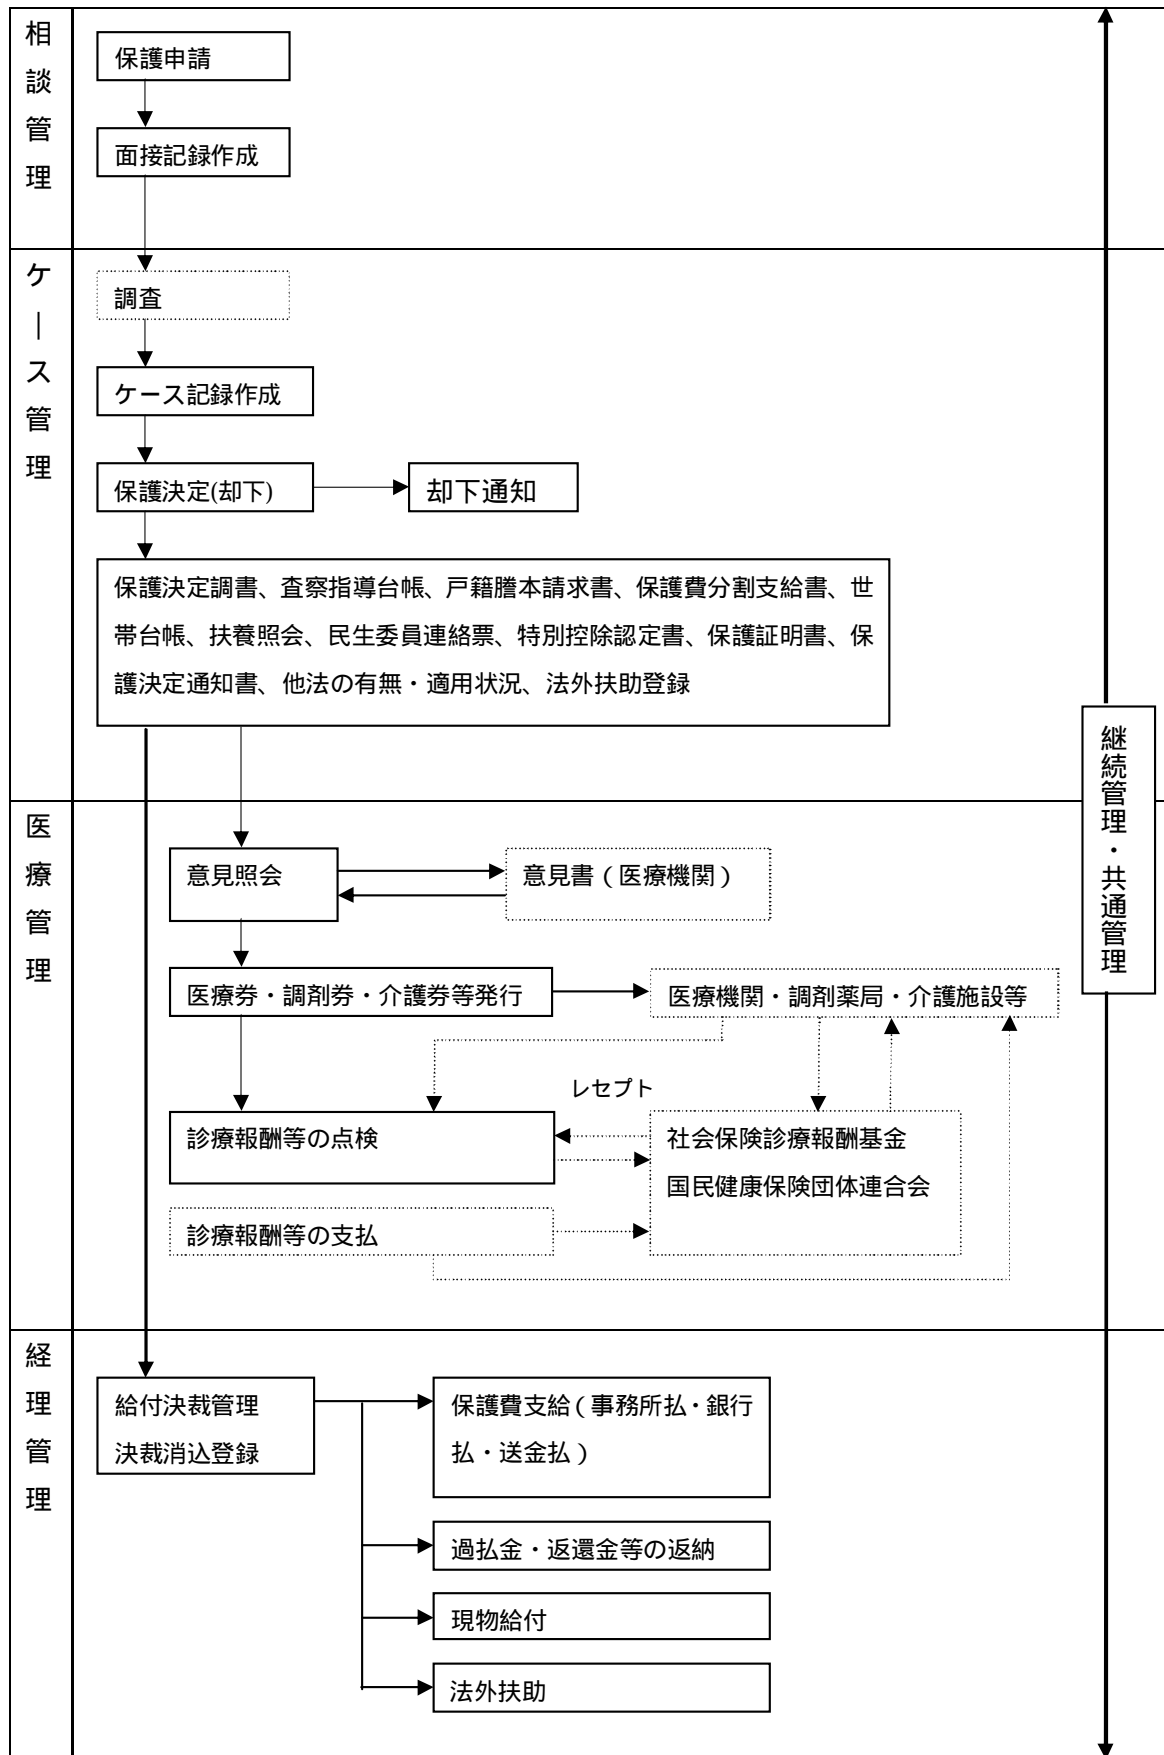 相談管理
保護申請
面接記録作成
ケース管理
調査
ケース記録作成
保護決定(却下)
却下通知
保護決定調書、査察指導台帳、戸籍謄本請求書、保護費分割支給書、世
帯台帳、扶養照会、民生委員連絡票、特別控除認定書、保護証明書、保
護決定通知書、他法の有無・適用状況、法外扶助登録
継続管理・共通管理
医療管理
意見照会
意見書（医療機関）
医療券・調剤券・介護券等発行
医療機関・調剤薬局・介護施設等
レセプト
診療報酬等の点検
社会保険診療報酬基金
国民健康保険団体連合会
診療報酬等の支払
経理管理
給付決裁管理
決裁消込登録
保護費支給（事務所払・銀行
払・送金払）
過払金・返還金等の返納
現物給付
法外扶助